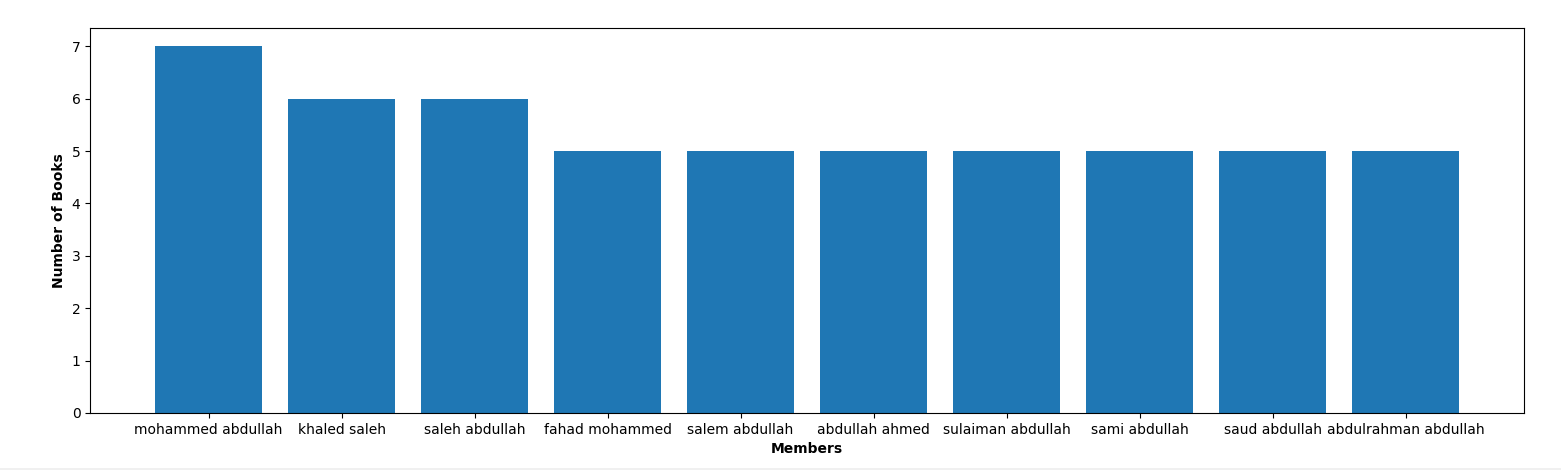 Number of Books
7
6
5
4
3
2
1
0
mohammed abdullah khaled saleh saleh abdullah fahad mohammed salem abdullah abdullah ahmed sulaiman abdullah sami abdullah saud abdullah abdulrahman abdullah
Members